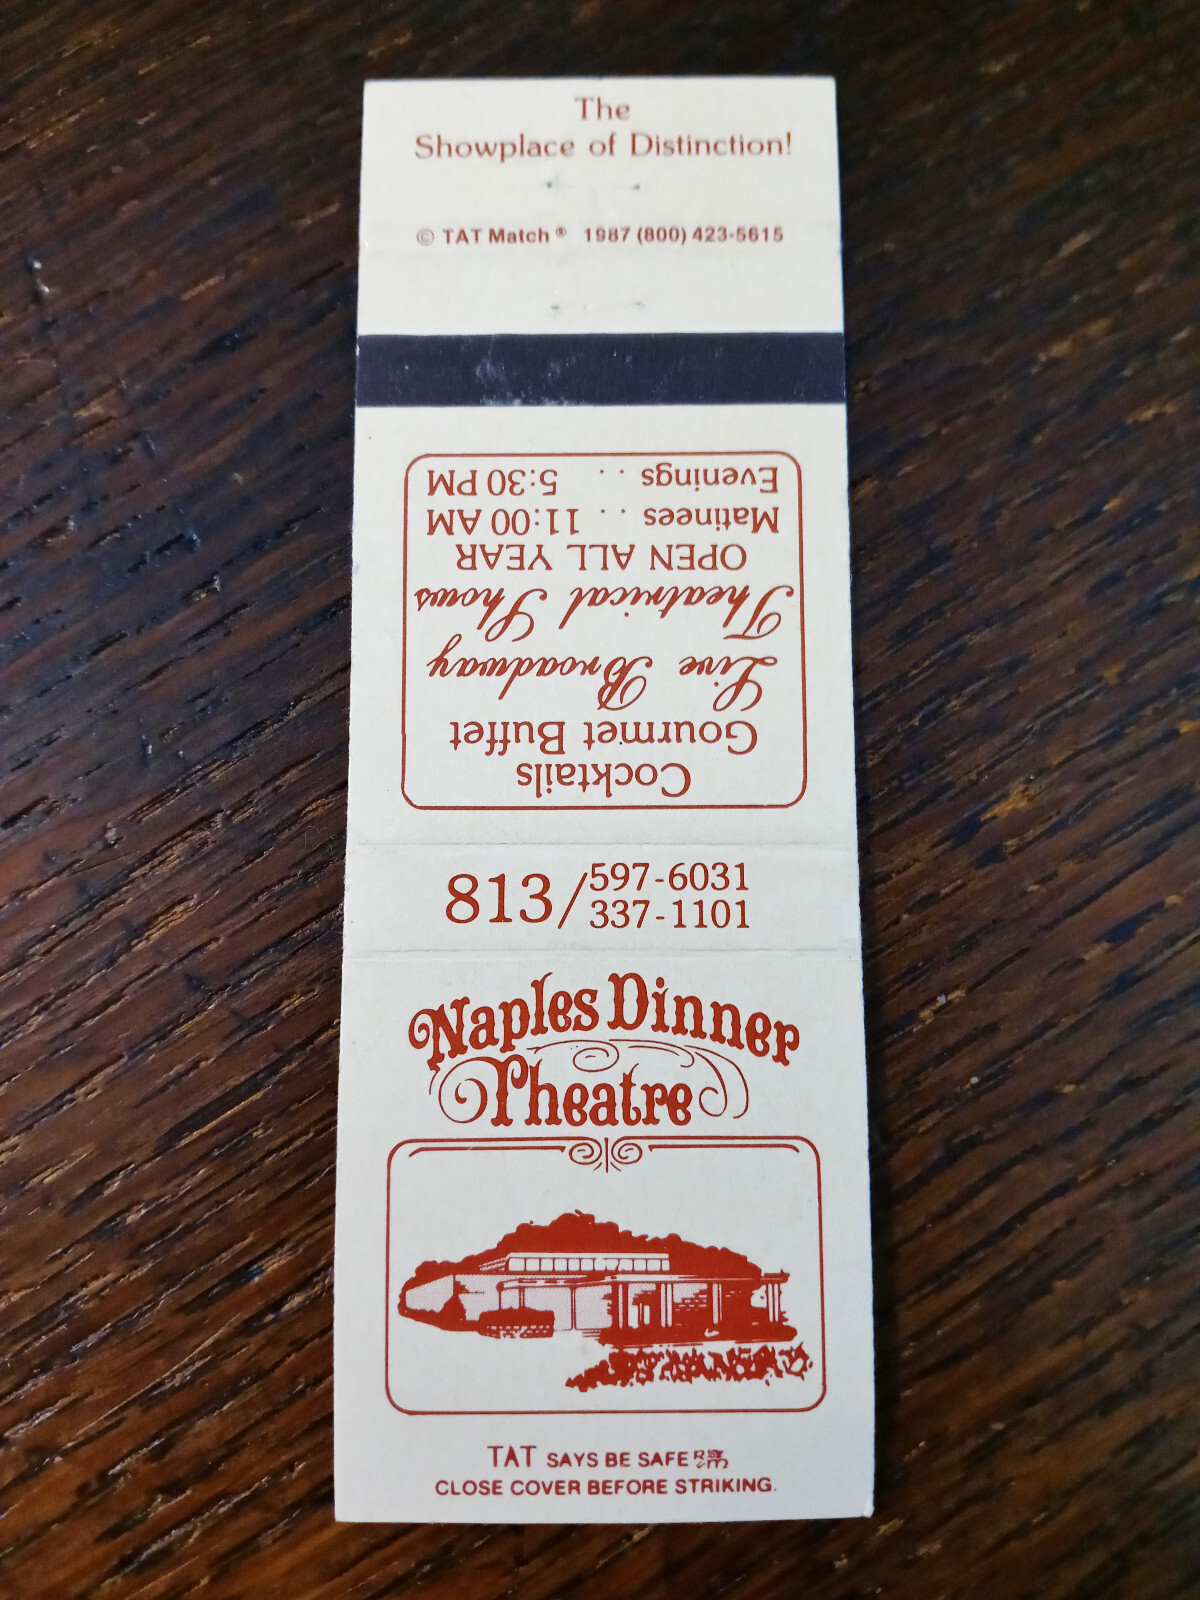 The
Showplace of Distinction!
© TAT Match ® 1987 (800) 423-5615
Cocktails
Gourmet Buffet
Live Broadway
Theatrical Shows
OPEN ALL YEAR
Matinees . . 11:00 AM
Evenings . . 5:30 PM
813/597-6031
337-1101
Naples Dinner
Theatre
TAT SAYS BE SAFE
CLOSE COVER BEFORE STRIKING.